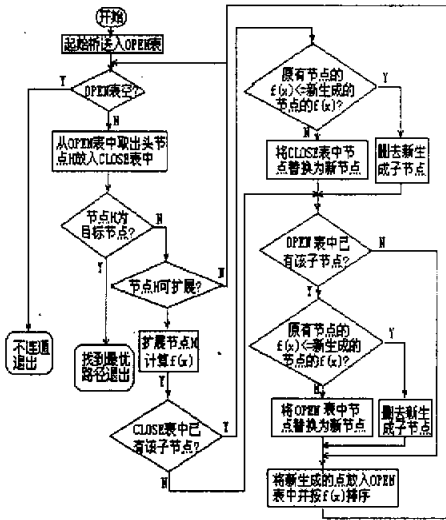 开始
起始桥送入OPEN表
OPEN表空?
Y
N
从OPEN表中取出头节
点H放入CLOSE表中
节点H为
目标节点?
N
Y
节点H可扩展?
N
Y
不连通
退出
找到最优
路径退出
扩展节点H
计算f(x)
Y
CLOSE表中已
有该子节点?
Y
N
原有节点的
f(x)<=新生成的
节点的f(x)?
Y
N
将CLOSE表中节
点替换为新节点
删去新生
成子节点
OPEN表中已
有该子节点?
N
Y
原有节点的
f(x)<=新生成的
节点的f(x)?
Y
N
将OPEN表中节
点替换为新节点
删去新生
成子节点
将新生成的点放入OPEN
表中并按f(x)排序